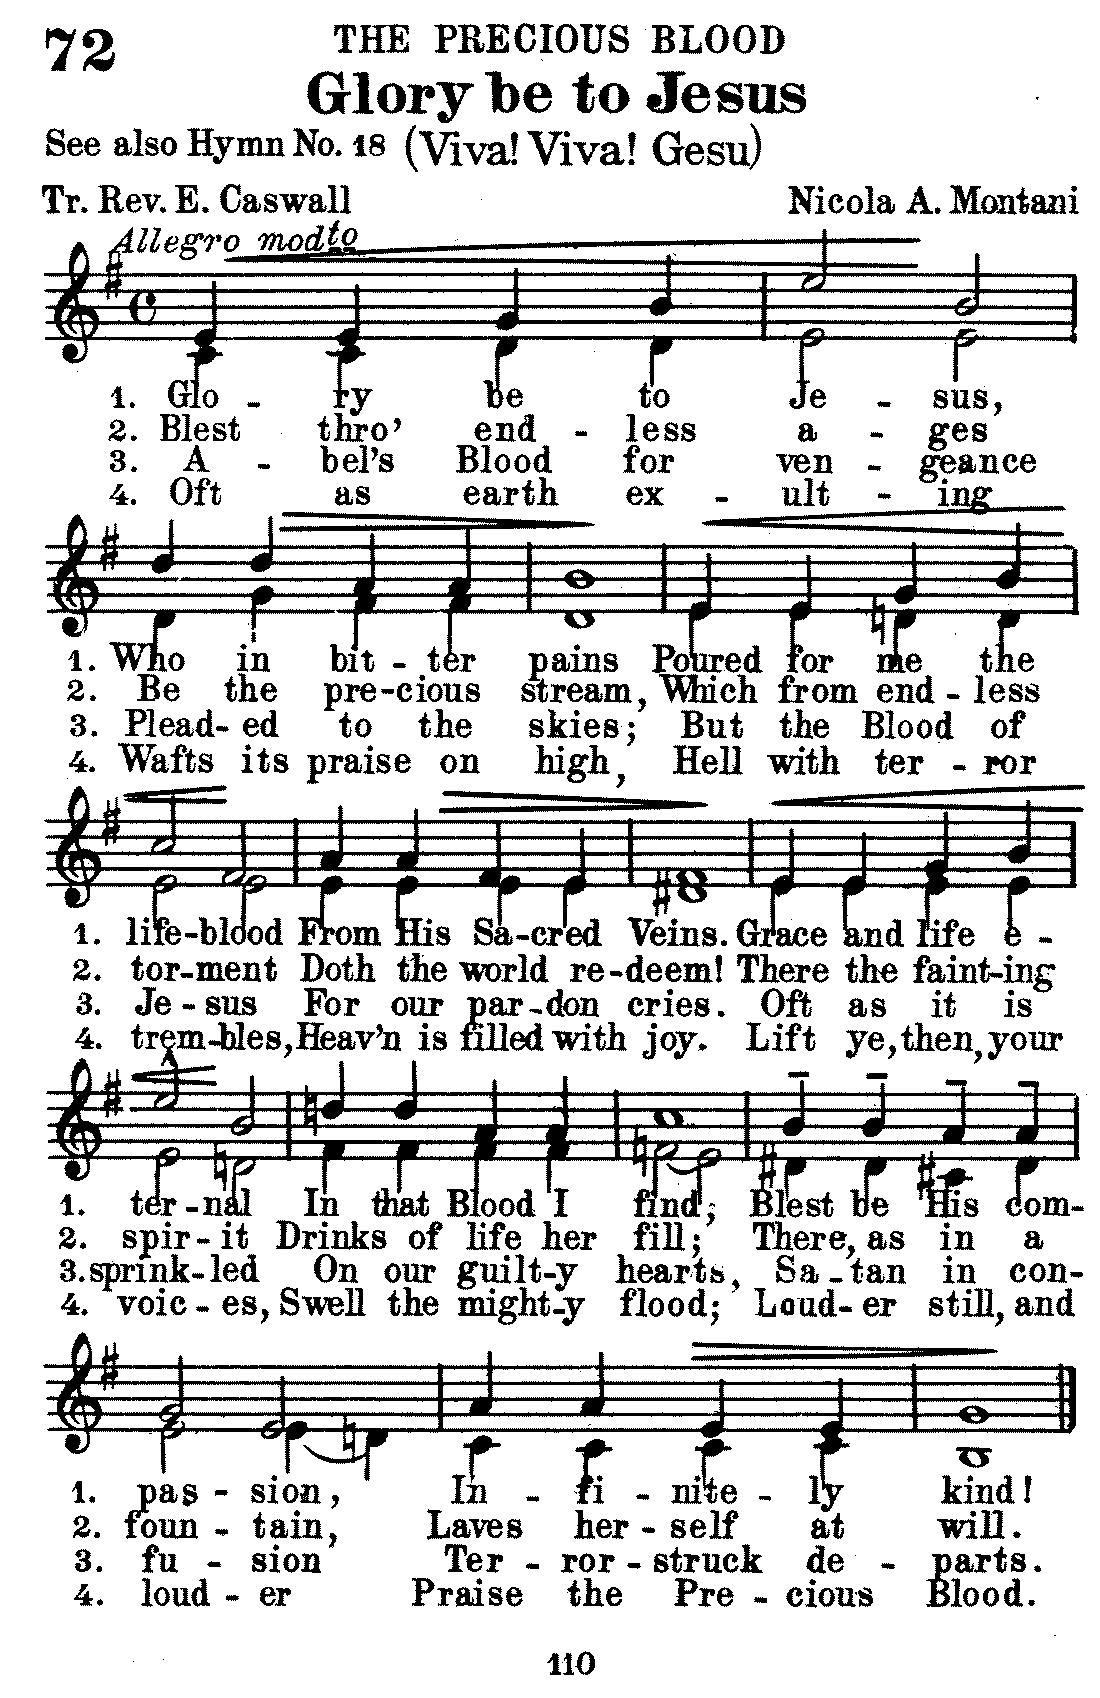 72
THE PRECIOUS BLOOD
Glory be to Jesus
See also Hymn No. 18 (Viva! Viva! Gesu)
Tr. Rev. E. Caswall Nicola A. Montani
Allegro modto
1. Glo - ry be to Je - sus,
2. Blest thro' end - less a - ges
3. A - bel's Blood for ven - geance
4. Oft as earth ex - ult - ing
1. Who in bit - ter pains Poured for me the
2. Be the pre-cious stream, Which from end - less
3. Plead- ed to the skies; But the Blood of
4. Wafts its praise on high, Hell with ter - ror
1. life-blood From His Sa-cred Veins. Grace and life e -
2. tor-ment Doth the world re-deem! There the faint-ing
3. Je - sus For our par-don cries. Oft as it is
4. trem-bles, Heav'n is filled with joy. Lift ye, then, your
1. ter - nal In that Blood I find; Blest be His com-
2. spir - it Drinks of life her fill; There, as in a
3. sprink-led On our guilt-y hearts, Sa - tan in con-
4. voic - es, Swell the might-y flood; Loud- er still, and
1. pas - sion, In - fi - nite - ly kind!
2. foun - tain, Laves her - self at will.
3. fu - sion Ter - ror - struck de - parts.
4. loud - er Praise the Pre - cious Blood.
110